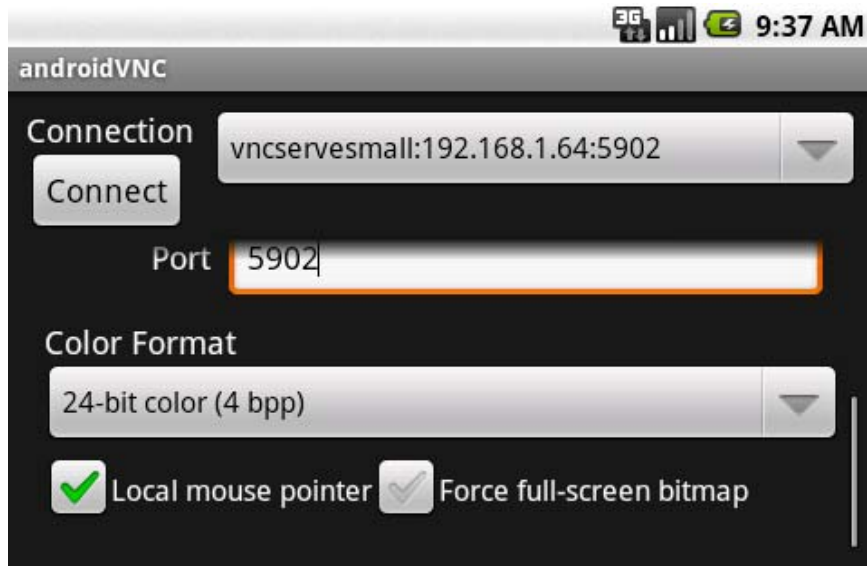 3G 9:37 AM
androidVNC
Connection
vncservesmall:192.168.1.64:5902
Connect
Port 5902
Color Format
24-bit color (4 bpp)
Local mouse pointer Force full-screen bitmap